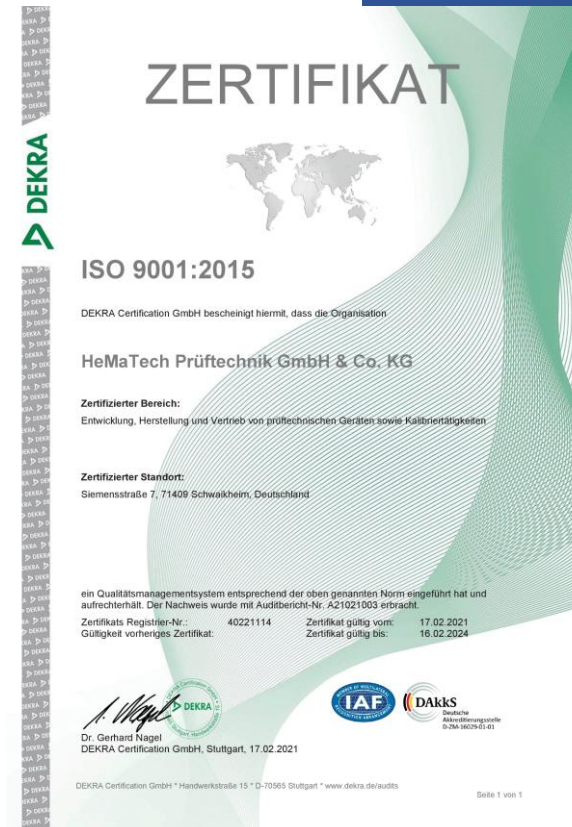 ZERTIFIKAT
DEKRA
ISO 9001:2015
DEKRA Certification GmbH bescheinigt hiermit, dass die Organisation
HeMaTech Prüftechnik GmbH & Co. KG
Zertifizierter Bereich:
Entwicklung, Herstellung und Vertrieb von prüftechnischen Geräten sowie Kalibriertätigkeiten
Zertifizierter Standort:
Siemensstraße 7, 71409 Schwaikheim, Deutschland
ein Qualitätsmanagementsystem entsprechend der oben genannten Norm eingeführt hat und
aufrechterhält. Der Nachweis wurde mit Auditbericht-Nr. A21021003 erbracht.
Zertifikats Registrier-Nr.: 40221114 Zertifikat gültig vom: 17.02.2021
Gültigkeit vorheriges Zertifikat: Zertifikat gültig bis: 16.02.2024
DEKRA
IAF
DAkkS
Deutsche
Akkreditierungsstelle
D-ZM-16029-01-01
Dr. Gerhard Nagel
DEKRA Certification GmbH, Stuttgart, 17.02.2021
DEKRA Certification GmbH * Handwerkstraße 15 * D-70565 Stuttgart * www.dekra.de/audits
Seite 1 von 1